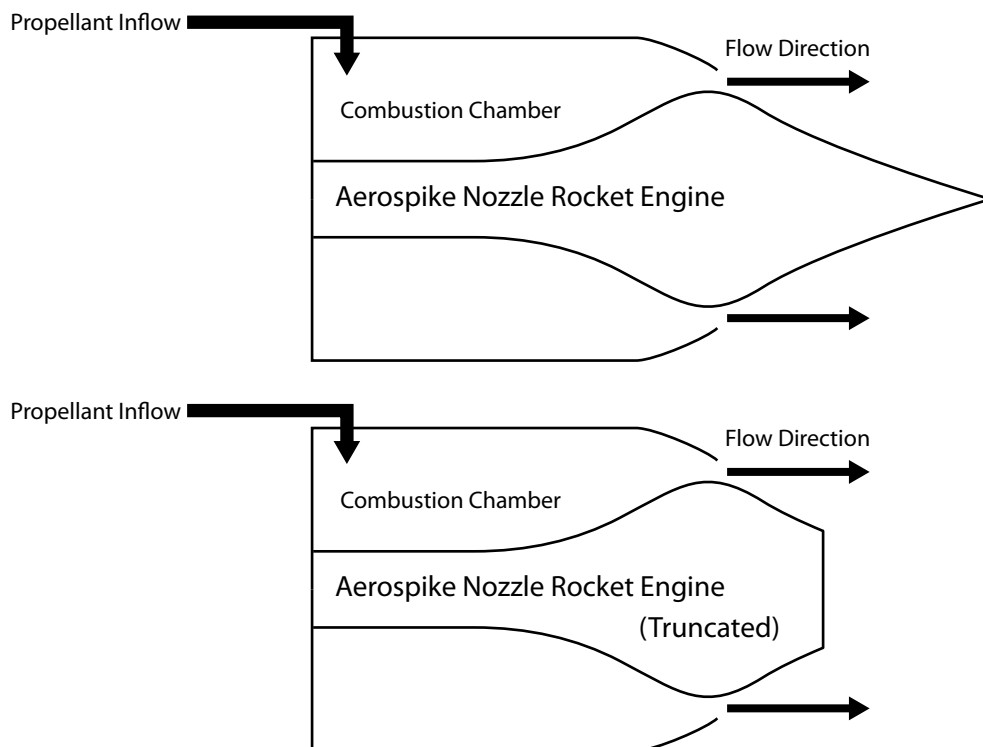 Propellant Inflow
Flow Direction
Combustion Chamber
Aerospike Nozzle Rocket Engine
Propellant Inflow
Flow Direction
Combustion Chamber
Aerospike Nozzle Rocket Engine
(Truncated)